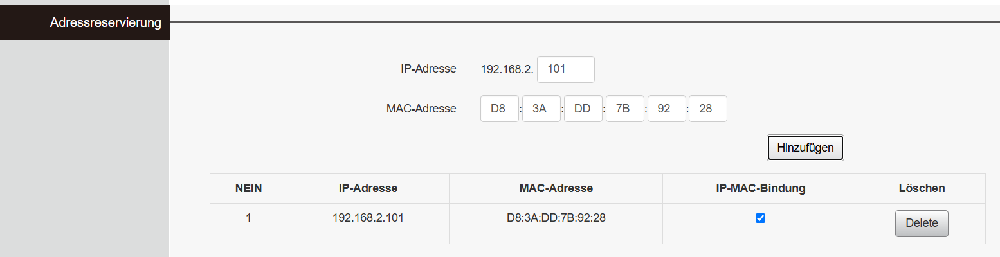 Adressreservierung
IP-Adresse 192.168.2. 101
MAC-Adresse D8 : 3A : DD : 7B : 92 : 28
Hinzufügen
NEIN IP-Adresse MAC-Adresse IP-MAC-Bindung Löschen
1 192.168.2.101 D8:3A:DD:7B:92:28 Delete